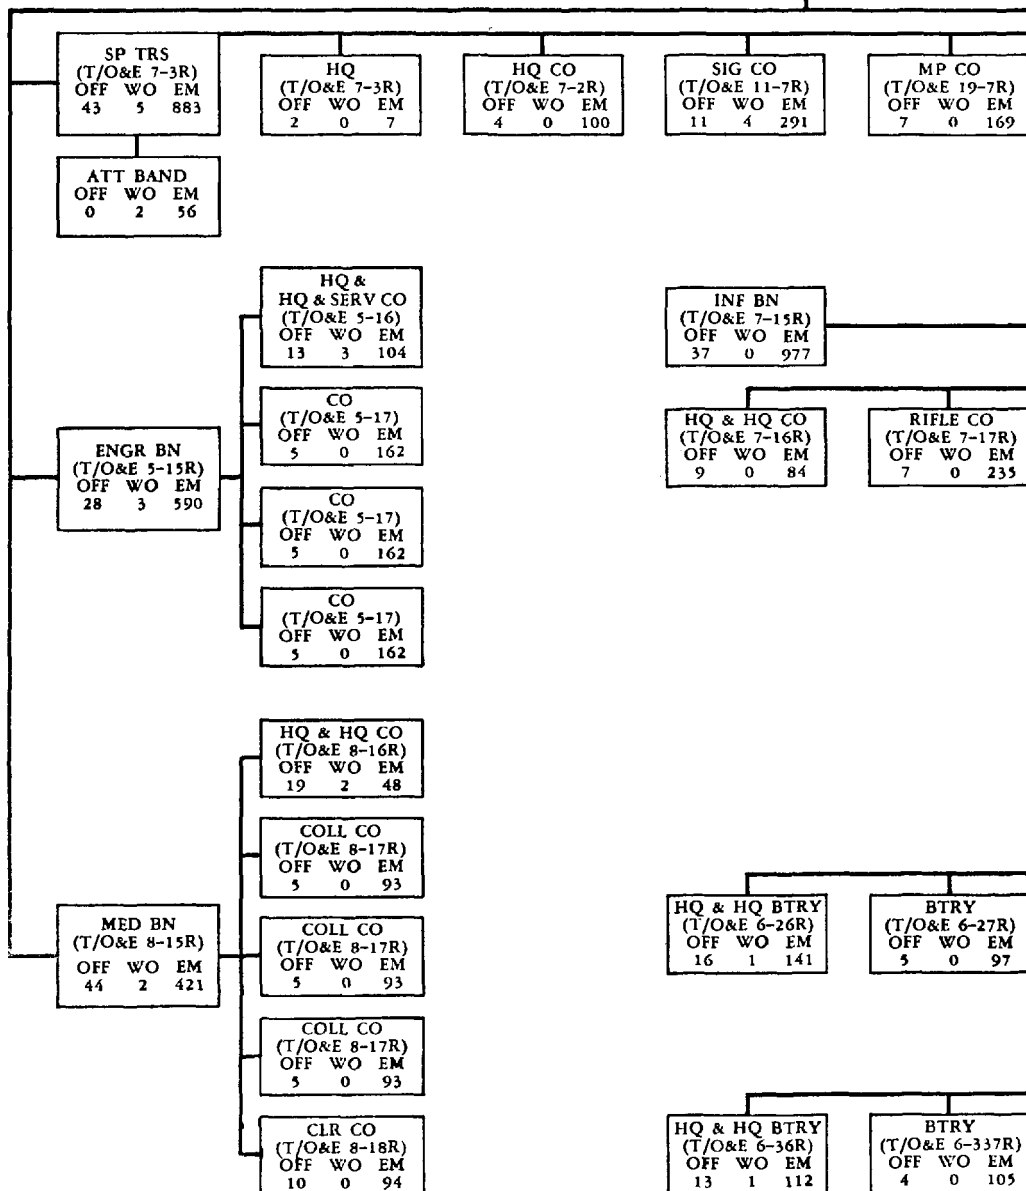 SP TRS
(T/O&E 7-3R)
OFF WO EM
43 5 883
HQ
(T/O&E 7-3R)
OFF WO EM
2 0 7
HQ CO
(T/O&E 7-2R)
OFF WO EM
4 0 100
SIG CO
(T/O&E 11-7R)
OFF WO EM
11 4 291
MP CO
(T/O&E 19-7R)
OFF WO EM
7 0 169
ATT BAND
OFF WO EM
0 2 56
HQ &
HQ & SERV CO
(T/O&E 5-16)
OFF WO EM
13 3 104
INF BN
(T/O&E 7-15R)
OFF WO EM
37 0 977
CO
(T/O&E 5-17)
OFF WO EM
5 0 162
HQ & HQ CO
(T/O&E 7-16R)
OFF WO EM
9 0 84
RIFLE CO
(T/O&E 7-17R)
OFF WO EM
7 0 235
ENGR BN
(T/O&E 5-15R)
OFF WO EM
28 3 590
CO
(T/O&E 5-17)
OFF WO EM
5 0 162
CO
(T/O&E 5-17)
OFF WO EM
5 0 162
HQ & HQ CO
(T/O&E 8-16R)
OFF WO EM
19 2 48
COLL CO
(T/O&E 8-17R)
OFF WO EM
5 0 93
MED BN
(T/O&E 8-15R)
OFF WO EM
44 2 421
COLL CO
(T/O&E 8-17R)
OFF WO EM
5 0 93
HQ & HQ BTRY
(T/O&E 6-26R)
OFF WO EM
16 1 141
BTRY
(T/O&E 6-27R)
OFF WO EM
5 0 97
COLL CO
(T/O&E 8-17R)
OFF WO EM
5 0 93
CLR CO
(T/O&E 8-18R)
OFF WO EM
10 0 94
HQ & HQ BTRY
(T/O&E 6-36R)
OFF WO EM
13 1 112
BTRY
(T/O&E 6-337R)
OFF WO EM
4 0 105